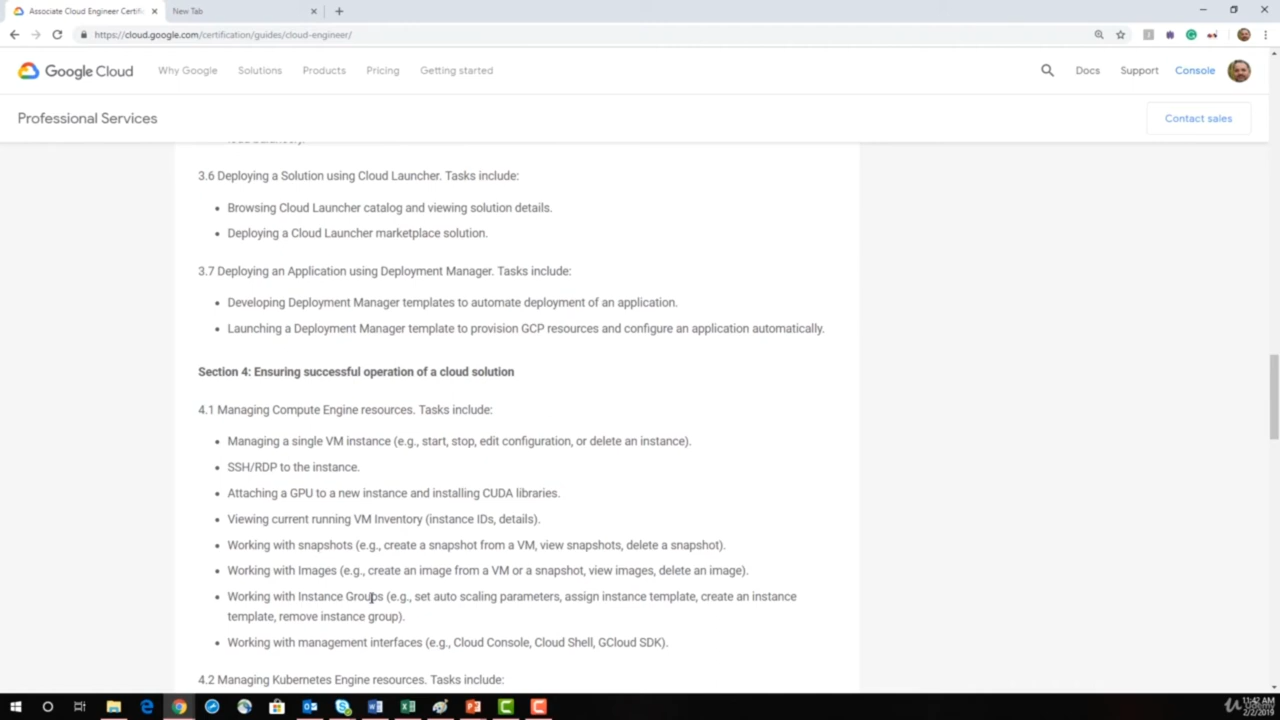 Associate Cloud Engineer Certific
New Tab
https://cloud.google.com/certification/guides/cloud-engineer/
Google Cloud
Why Google
Solutions
Products
Pricing
Getting started
Docs
Support
Console
Professional Services
Contact sales
3.6 Deploying a Solution using Cloud Launcher. Tasks include:
• Browsing Cloud Launcher catalog and viewing solution details.
• Deploying a Cloud Launcher marketplace solution.
3.7 Deploying an Application using Deployment Manager. Tasks include:
• Developing Deployment Manager templates to automate deployment of an application.
• Launching a Deployment Manager template to provision GCP resources and configure an application automatically.
Section 4: Ensuring successful operation of a cloud solution
4.1 Managing Compute Engine resources. Tasks include:
• Managing a single VM instance (e.g., start, stop, edit configuration, or delete an instance).
• SSH/RDP to the instance.
• Attaching a GPU to a new instance and installing CUDA libraries.
• Viewing current running VM Inventory (instance IDs, details).
• Working with snapshots (e.g., create a snapshot from a VM, view snapshots, delete a snapshot).
• Working with Images (e.g., create an image from a VM or a snapshot, view images, delete an image).
• Working with Instance Groups (e.g., set auto scaling parameters, assign instance template, create an instance
template, remove instance group).
• Working with management interfaces (e.g., Cloud Console, Cloud Shell, GCloud SDK).
4.2 Managing Kubernetes Engine resources. Tasks include:
11:42 AM
2/2/2019